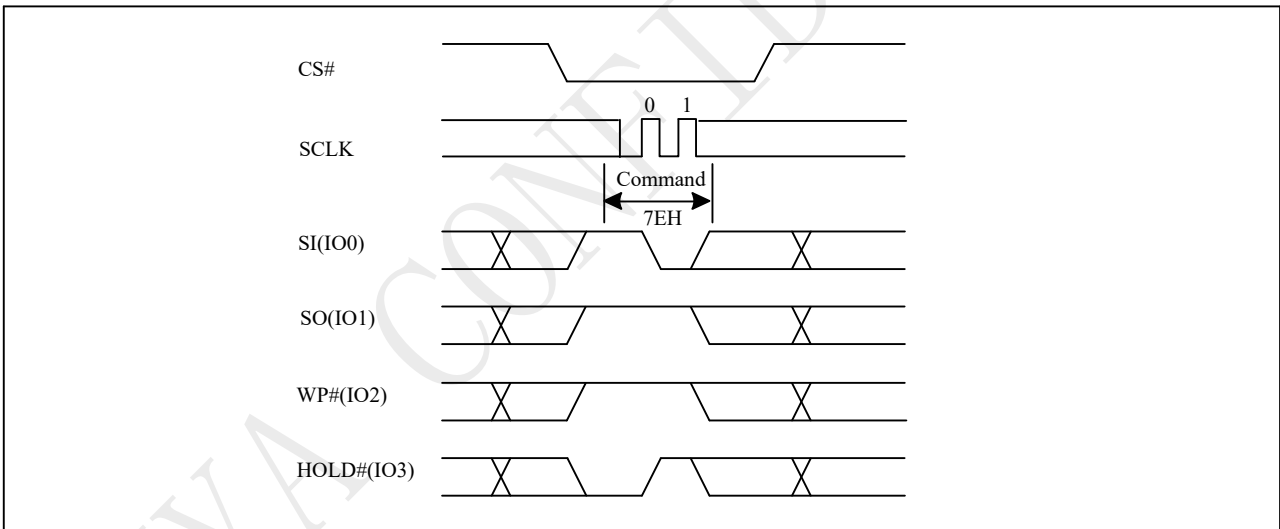 CS#
0 1
SCLK
Command
7EH
SI(IO0)
SO(IO1)
WP#(IO2)
HOLD#(IO3)